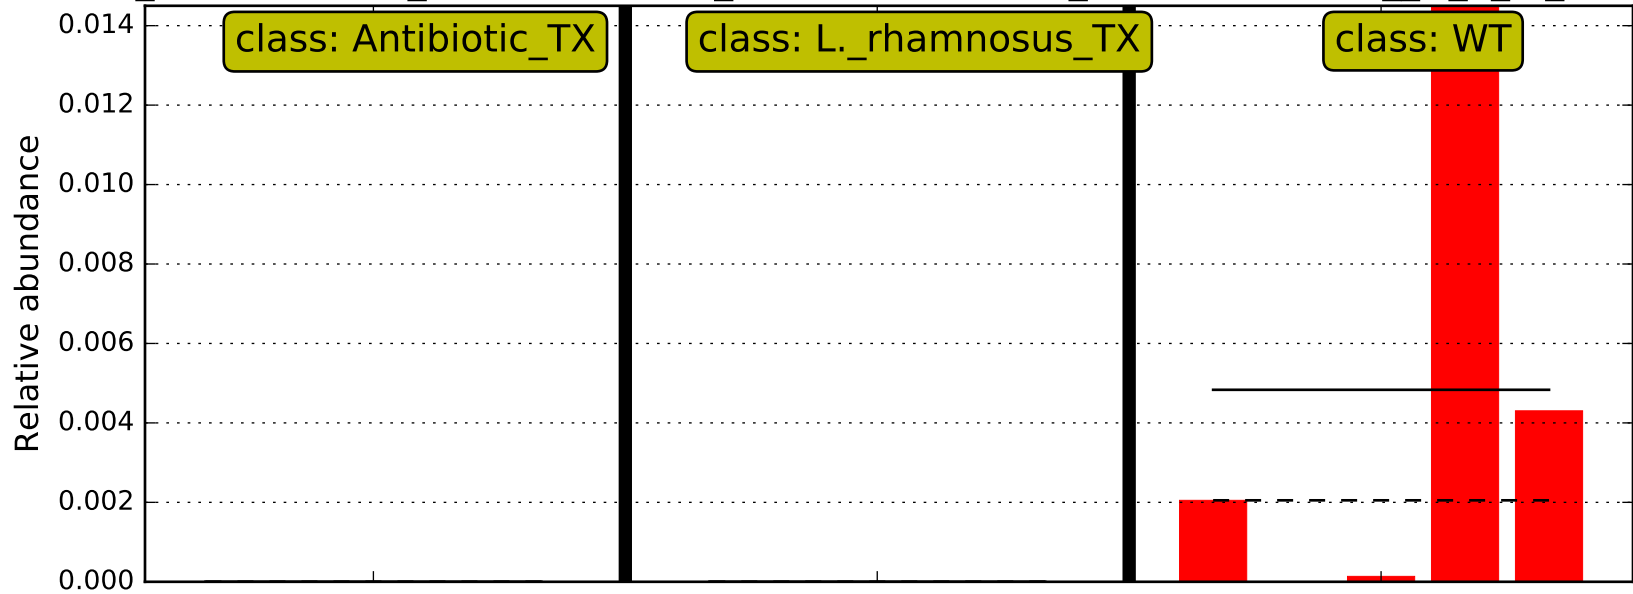 class: Antibiotic_TX
class: L._rhamnosus_TX
class: WT
Relative abundance
0.014
0.012
0.010
0.008
0.006
0.004
0.002
0.000